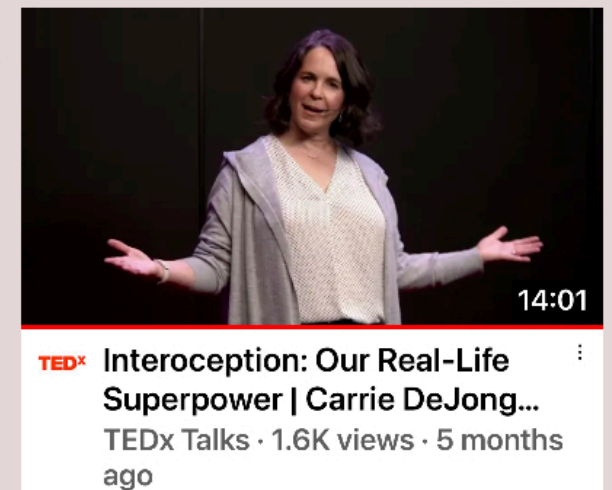 14:01
TEDx Interoception: Our Real-Life
Superpower | Carrie DeJong...
TEDx Talks · 1.6K views · 5 months
ago